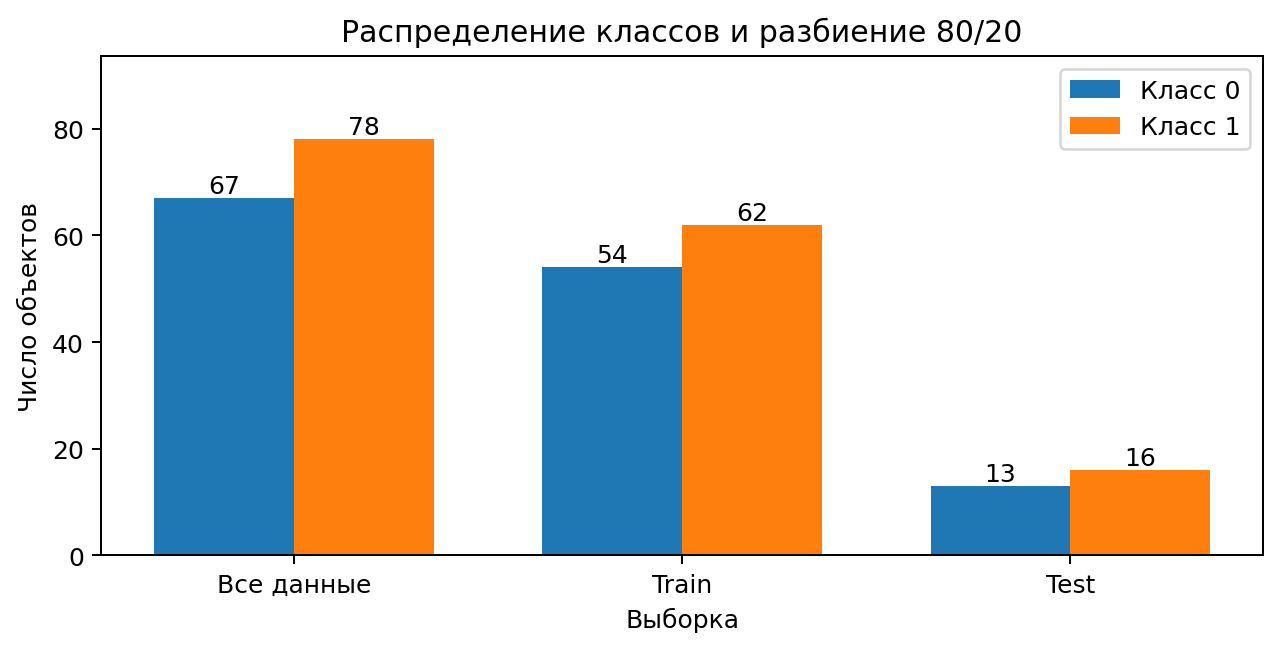 Распределение классов и разбиение 80/20
Класс 0
Класс 1
Число объектов
80
60
40
20
0
67
78
54
62
13
16
Все данные
Train
Test
Выборка